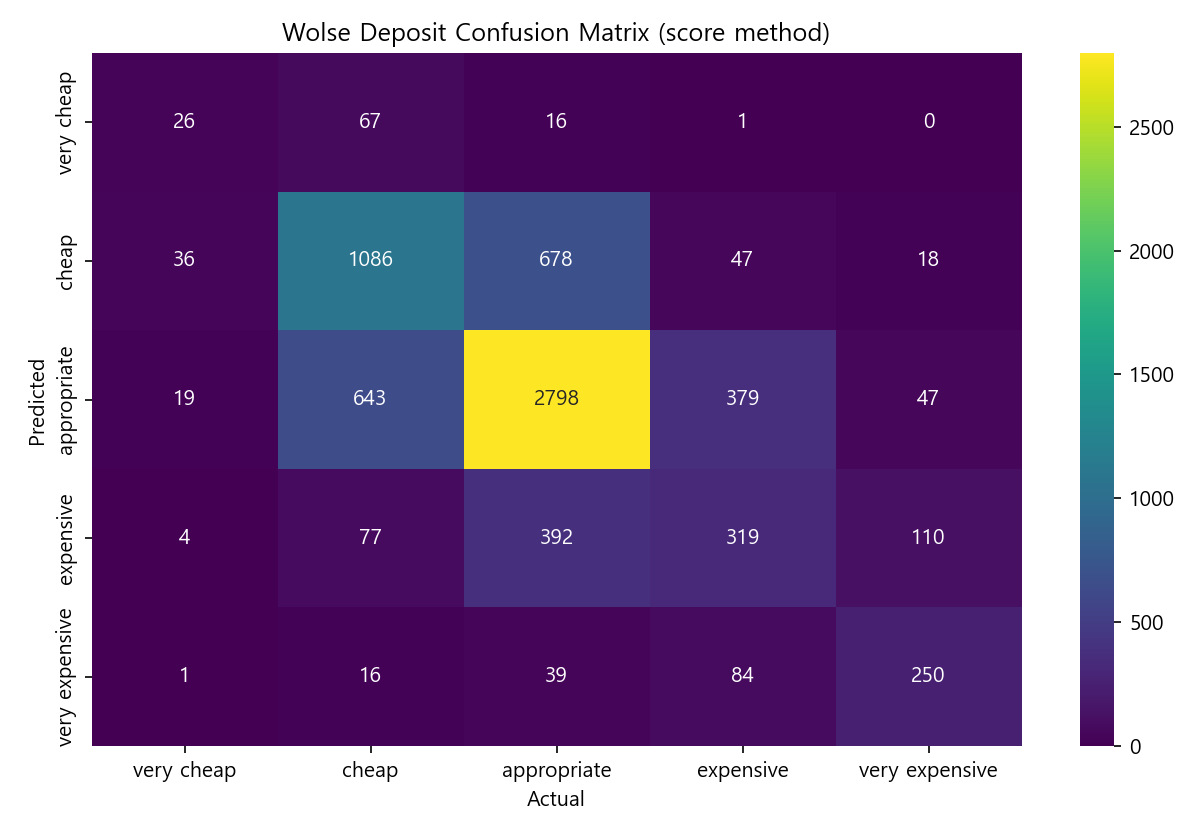 Wolse Deposit Confusion Matrix (score method)
very cheap
26 67 16 1 0
cheap
36 1086 678 47 18
Predicted
appropriate
19 643 2798 379 47
expensive
4 77 392 319 110
very expensive
1 16 39 84 250
very cheap cheap appropriate expensive very expensive
Actual
2500
2000
1500
1000
500
0